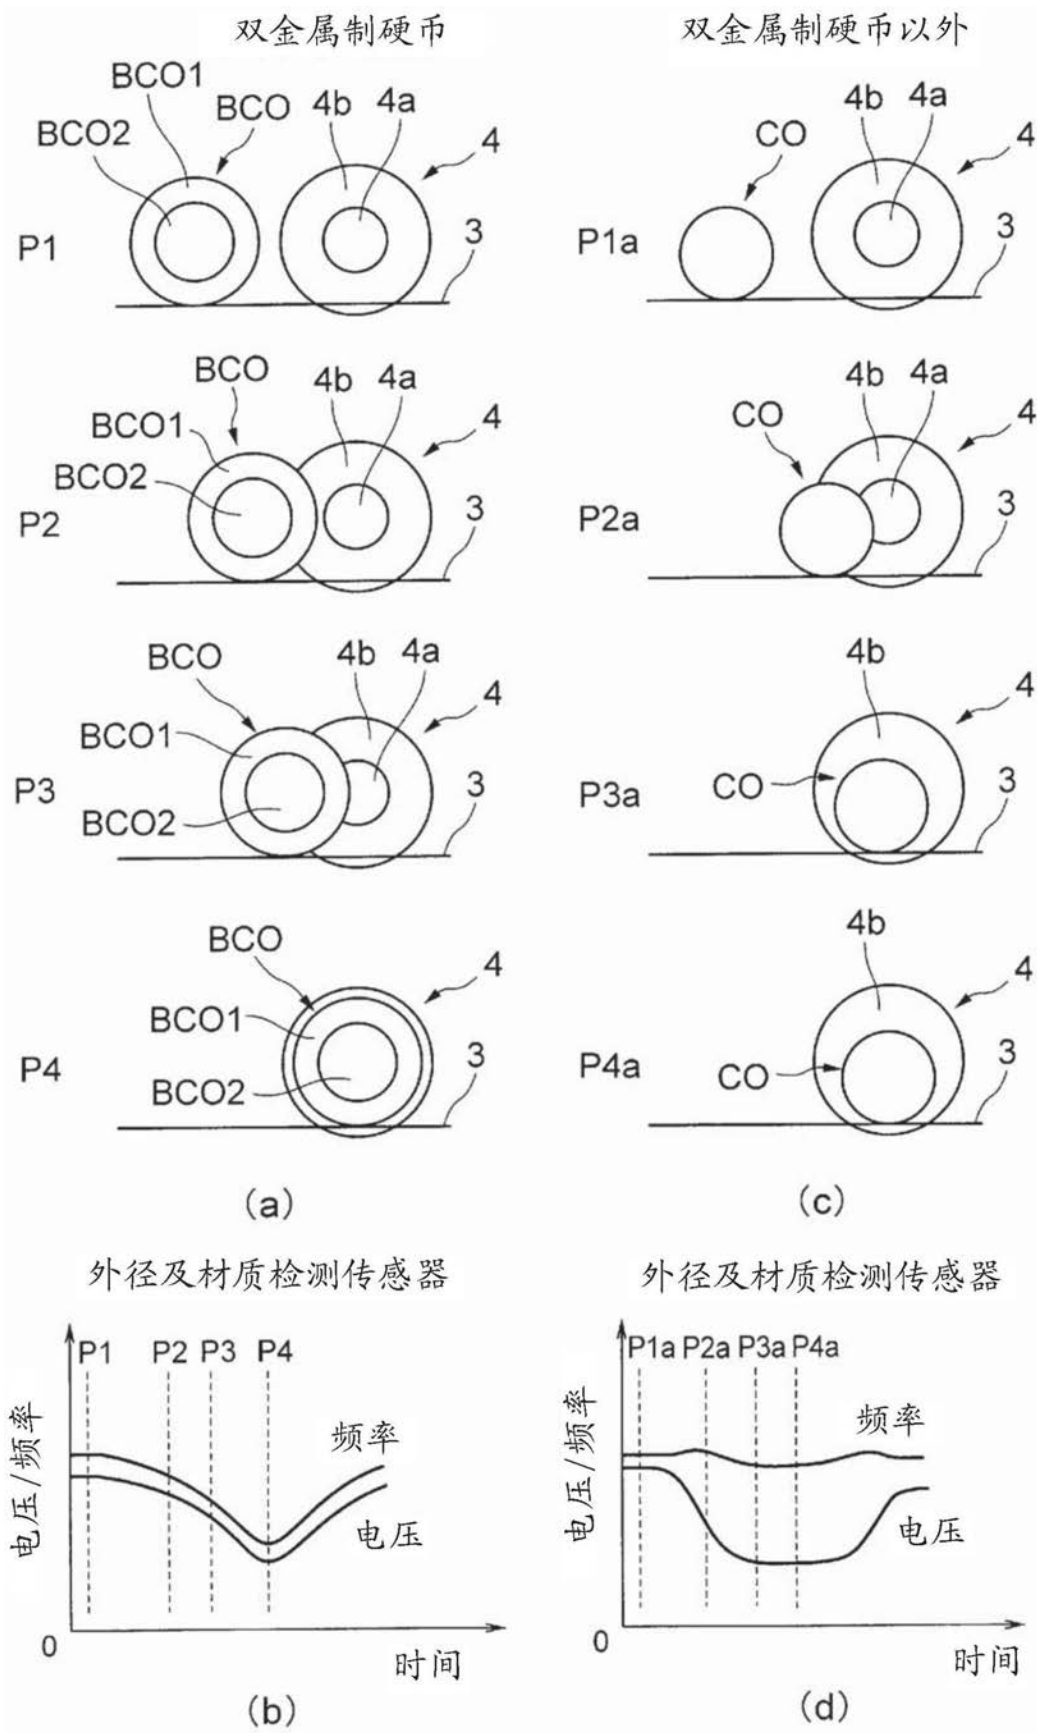 双金属制硬币
BCO1
BCO
4b
4a
4
BCO2
P1
3
BCO
4b
4a
4
BCO1
BCO2
P2
3
BCO
4b
4a
4
BCO1
P3
BCO2
3
BCO
4
BCO1
P4
BCO2
3
(a)
双金属制硬币以外
4b
4a
CO
4
P1a
3
4b
4a
CO
4
P2a
3
4b
4
CO
P3a
3
4b
4
P4a
CO
3
(c)
外径及材质检测传感器
P1 P2 P3 P4
电压/频率
频率
电压
0
时间
(b)
外径及材质检测传感器
P1a P2a P3a P4a
电压/频率
频率
电压
0
时间
(d)